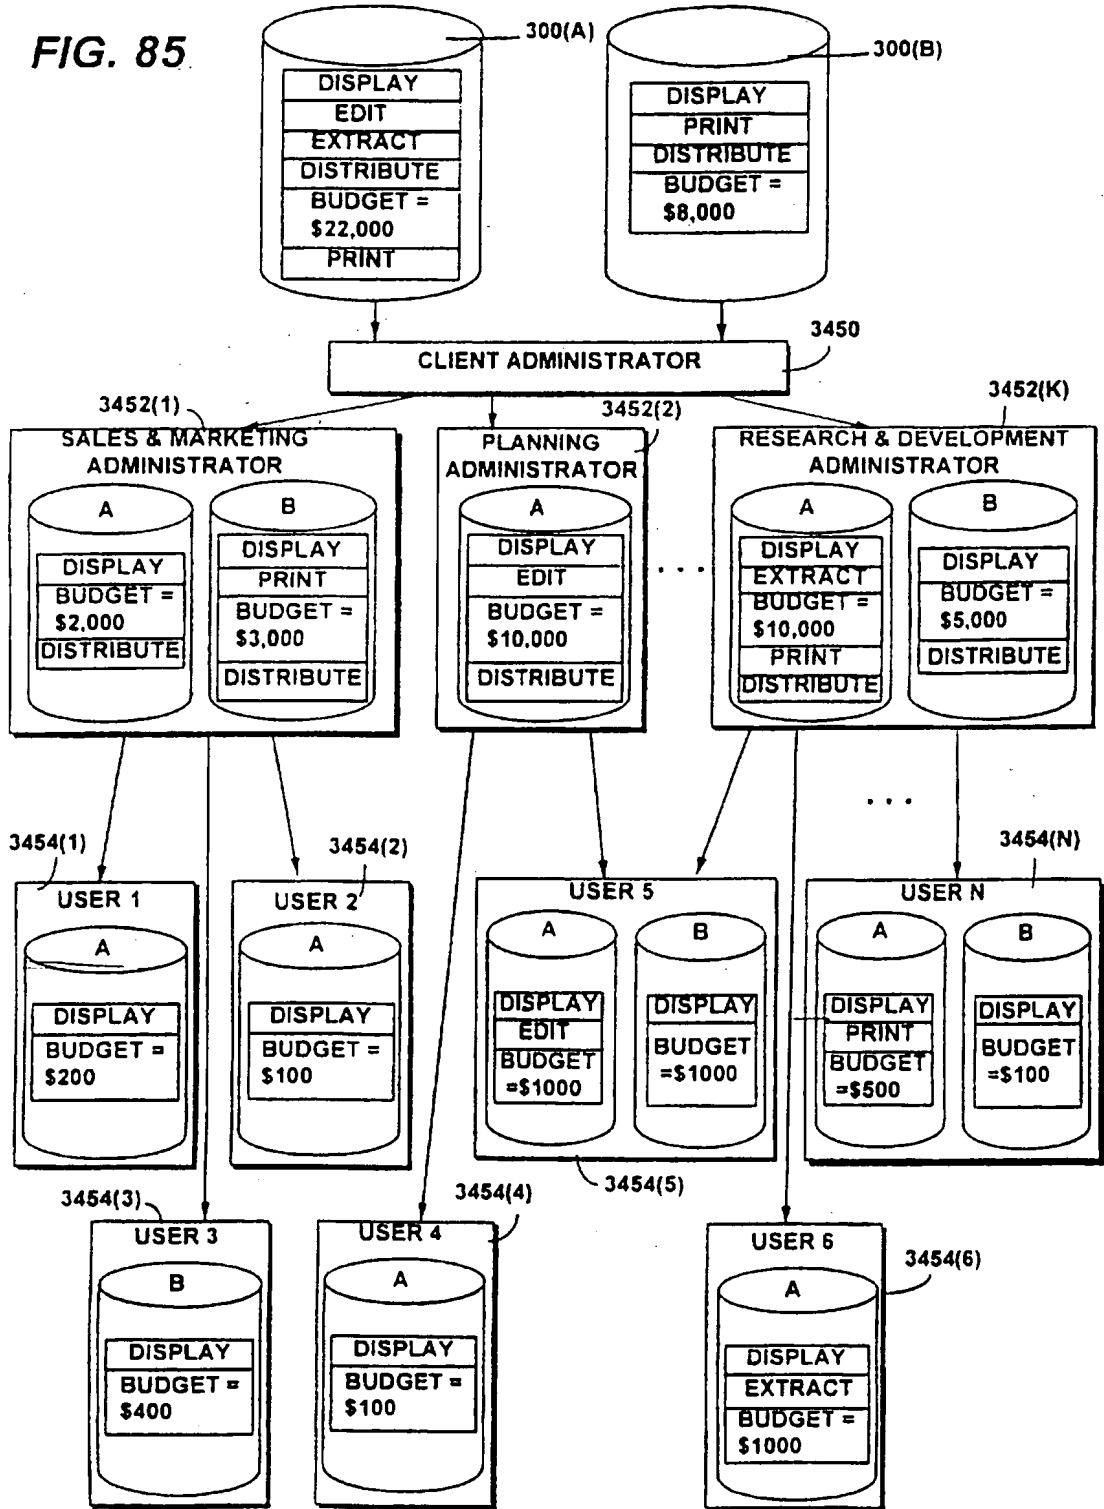 FIG. 85
300(A)
DISPLAY
EDIT
EXTRACT
DISTRIBUTE
BUDGET =
$22,000
PRINT
300(B)
DISPLAY
PRINT
DISTRIBUTE
BUDGET =
$8,000
CLIENT ADMINISTRATOR
3450
3452(1)
SALES & MARKETING
ADMINISTRATOR
A
DISPLAY
BUDGET =
$2,000
DISTRIBUTE
B
DISPLAY
PRINT
BUDGET =
$3,000
DISTRIBUTE
3452(2)
PLANNING
ADMINISTRATOR
A
DISPLAY
EDIT
BUDGET =
$10,000
DISTRIBUTE
. . .
3452(K)
RESEARCH & DEVELOPMENT
ADMINISTRATOR
A
DISPLAY
EXTRACT
BUDGET =
$10,000
PRINT
DISTRIBUTE
B
DISPLAY
BUDGET =
$5,000
DISTRIBUTE
. . .
3454(1)
USER 1
A
DISPLAY
BUDGET =
$200
3454(2)
USER 2
A
DISPLAY
BUDGET =
$100
USER 5
A
DISPLAY
EDIT
BUDGET
=$1000
B
DISPLAY
BUDGET
=$1000
3454(5)
3454(N)
USER N
A
DISPLAY
PRINT
BUDGET
=$500
B
DISPLAY
BUDGET
=$100
3454(3)
USER 3
B
DISPLAY
BUDGET =
$400
3454(4)
USER 4
A
DISPLAY
BUDGET =
$100
USER 6
3454(6)
A
DISPLAY
EXTRACT
BUDGET =
$1000